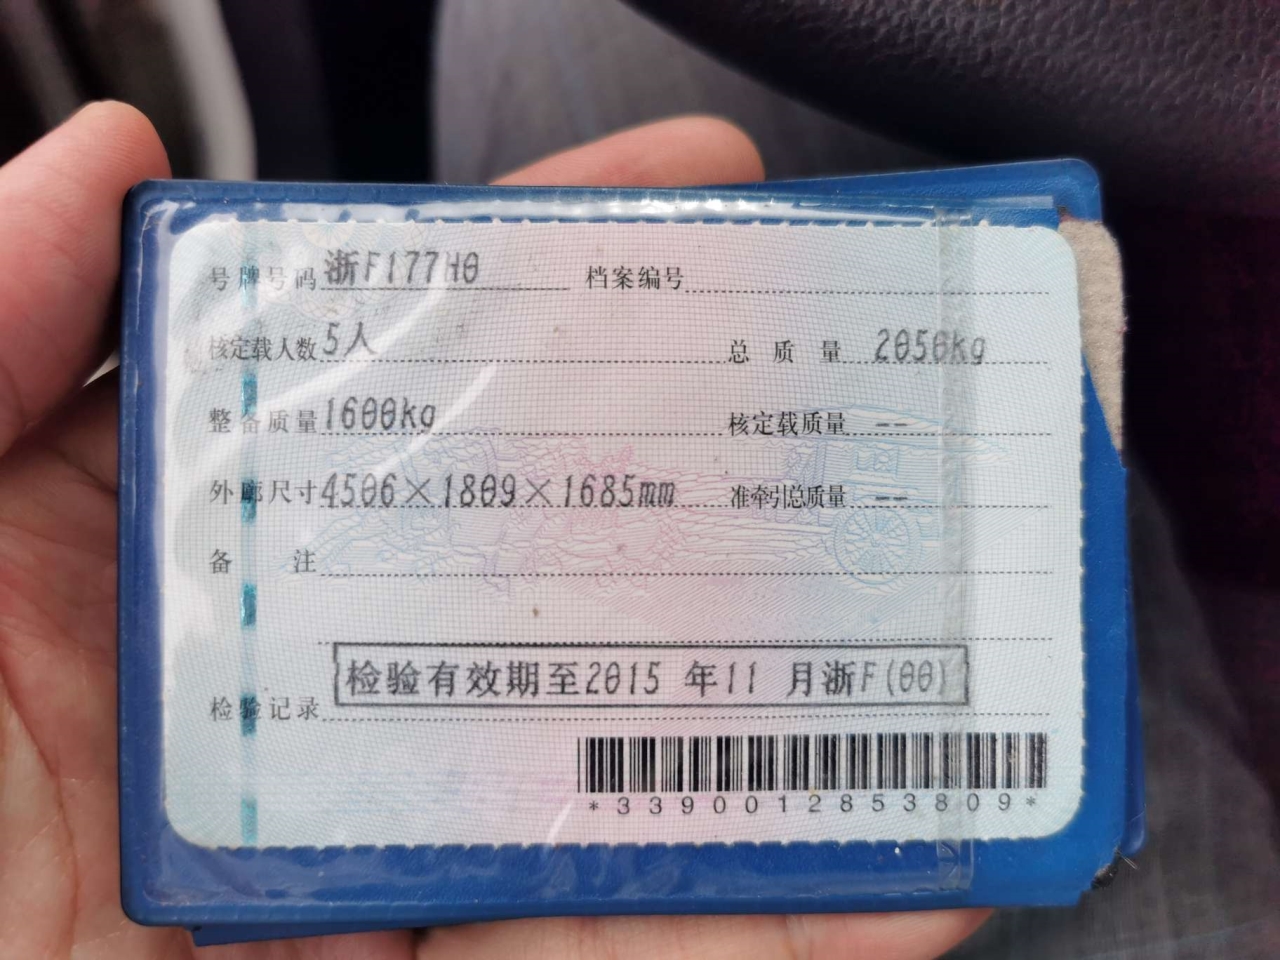 号牌号码 浙F177H0 档案编号
核定载人数 5人 总质量 2050kg
整备质量 1600kg 核定载质量 --
外廓尺寸 4506×1809×1685mm 准牵引总质量 --
备注
检验记录 检验有效期至2015 年11 月浙F(00)
*3390012853809*